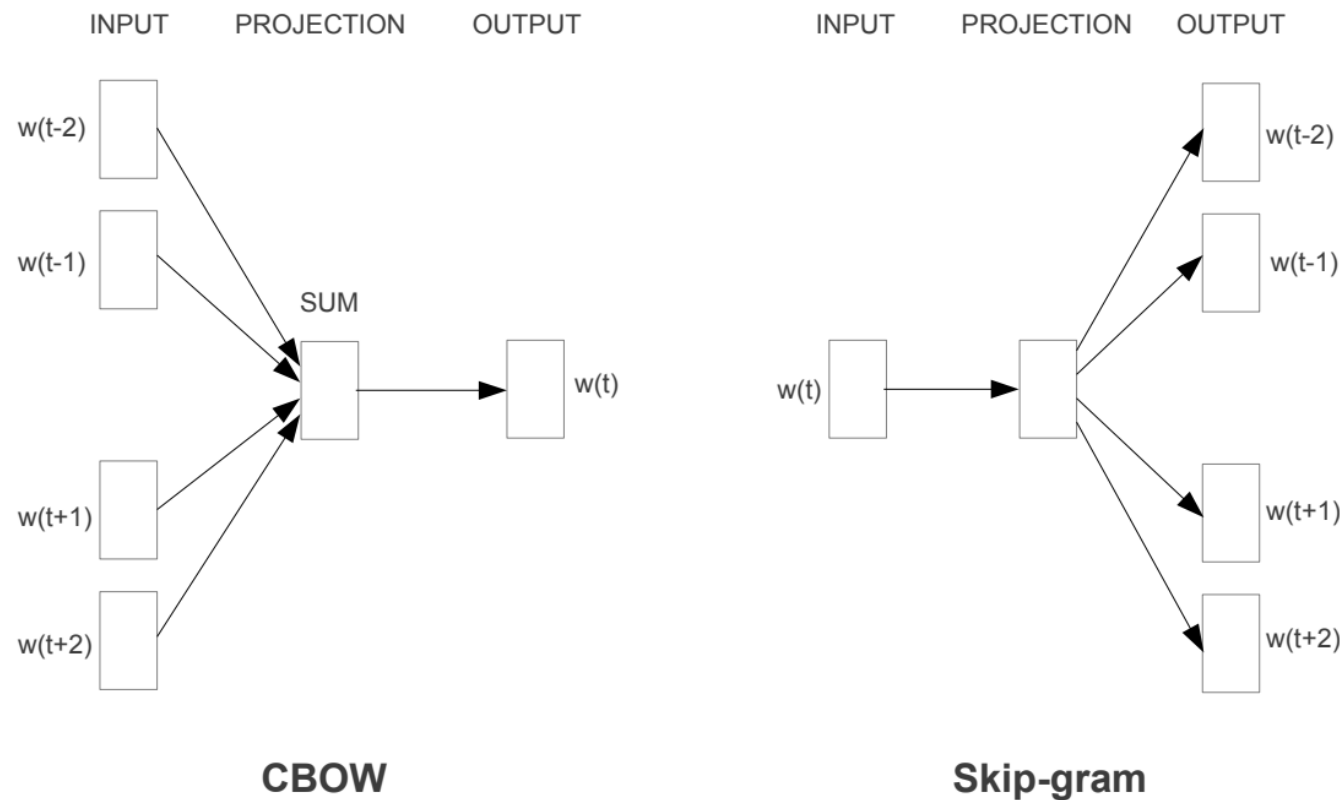 INPUT PROJECTION OUTPUT
w(t-2)
w(t-1)
SUM
w(t)
w(t+1)
w(t+2)
CBOW
INPUT PROJECTION OUTPUT
w(t-2)
w(t-1)
w(t)
w(t+1)
w(t+2)
Skip-gram